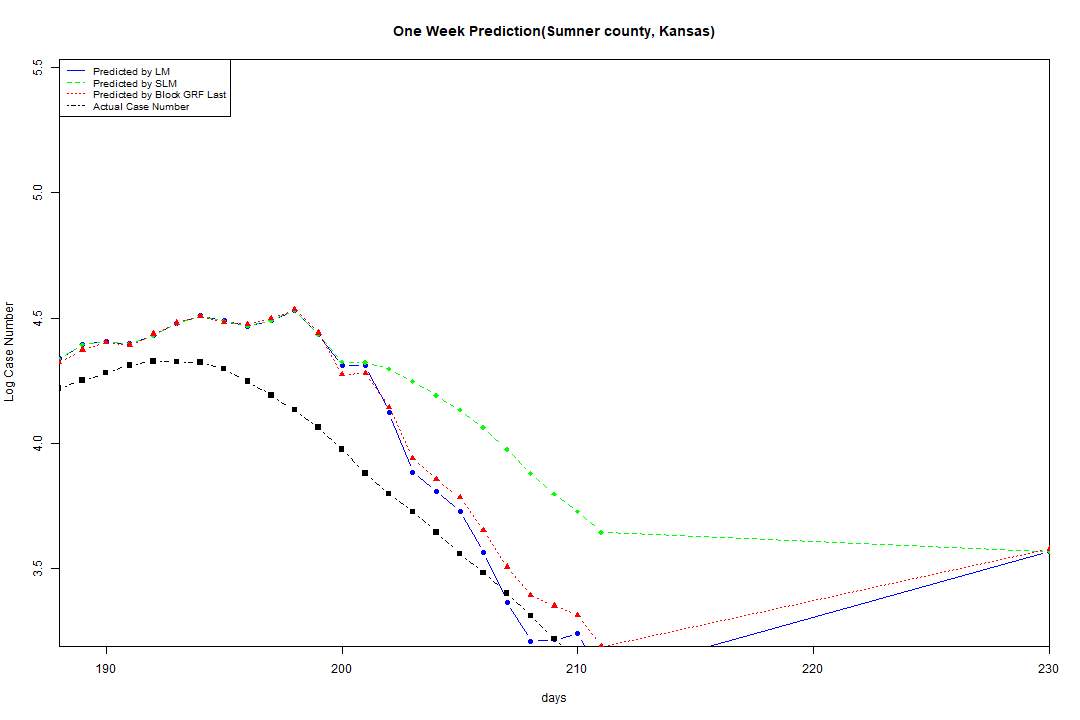 One Week Prediction(Sumner county, Kansas)
Predicted by LM
Predicted by SLM
Predicted by Block GRF Last
Actual Case Number
5.5
5.0
4.5
4.0
3.5
Log Case Number
190 200 210 220 230
days